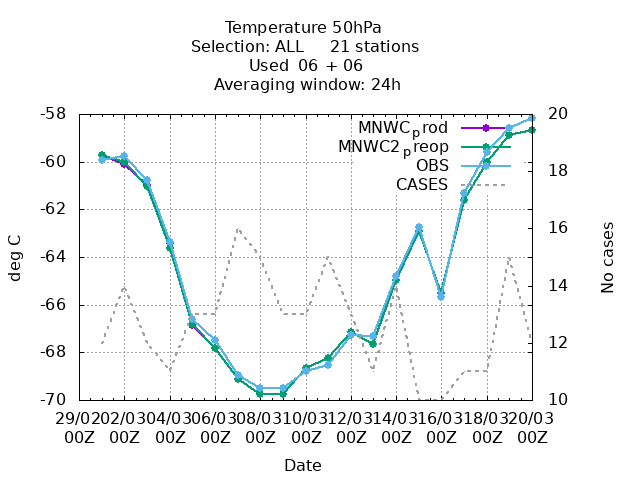 Temperature 50hPa
Selection: ALL 21 stations
Used 06 + 06
Averaging window: 24h
MNWC_prod
MNWC2_preop
OBS
CASES
-58
-60
-62
-64
-66
-68
-70
20
18
16
14
12
10
deg C
No cases
29/02 02/03 04/03 06/03 08/03 10/03 12/03 14/03 16/03 18/03 20/03
00Z 00Z 00Z 00Z 00Z 00Z 00Z 00Z 00Z 00Z 00Z
Date